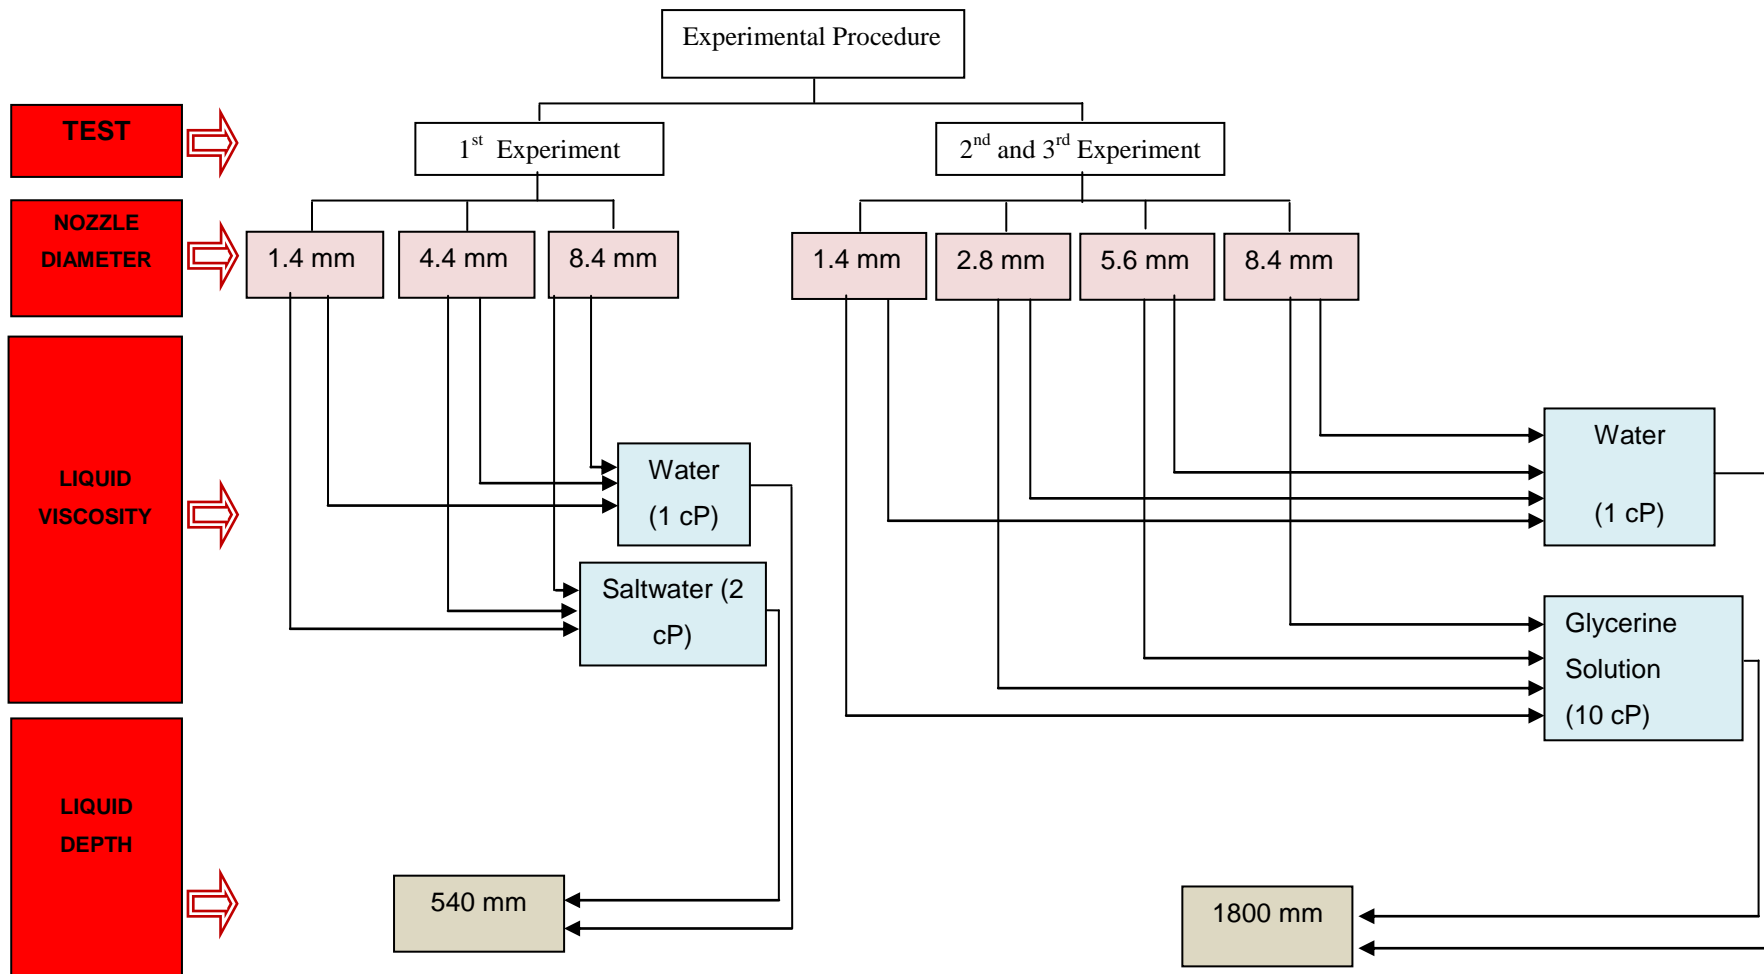 Experimental Procedure
TEST
1st Experiment
2nd and 3rd Experiment
NOZZLE
DIAMETER
1.4 mm
4.4 mm
8.4 mm
1.4 mm
2.8 mm
5.6 mm
8.4 mm
LIQUID
VISCOSITY
Water
(1 cP)
Saltwater (2
cP)
Water
(1 cP)
Glycerine
Solution
(10 cP)
LIQUID
DEPTH
540 mm
1800 mm